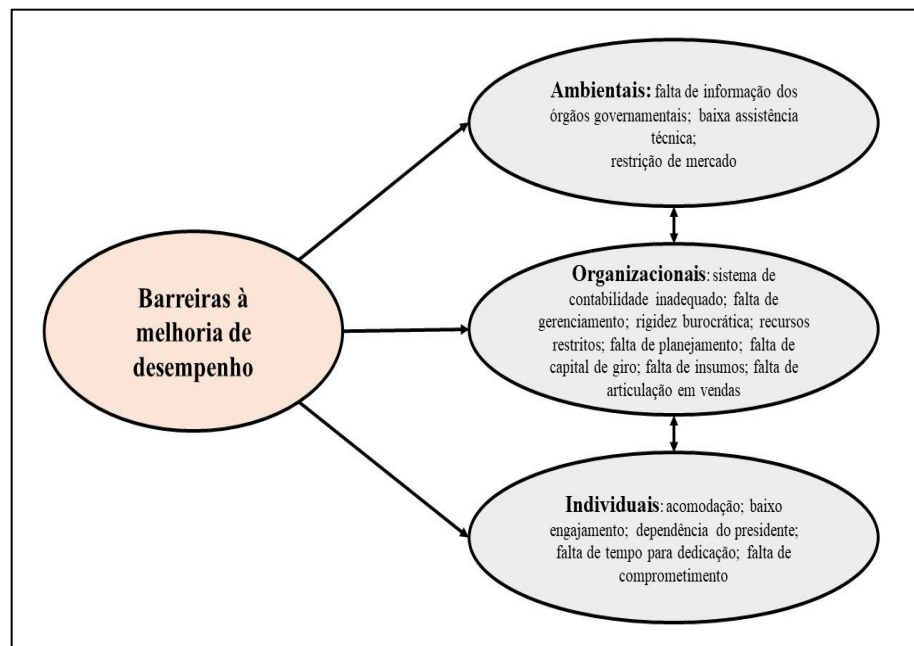 Barreiras à
melhoria de
desempenho
Ambientais: falta de informação dos
órgãos governamentais; baixa assistência
técnica;
restrição de mercado
Organizacionais: sistema de
contabilidade inadequado; falta de
gerenciamento; rigidez burocrática; recursos
restritos; falta de planejamento; falta de
capital de giro; falta de insumos; falta de
articulação em vendas
Individuais: acomodação; baixo
engajamento; dependência do presidente;
falta de tempo para dedicação; falta de
comprometimento